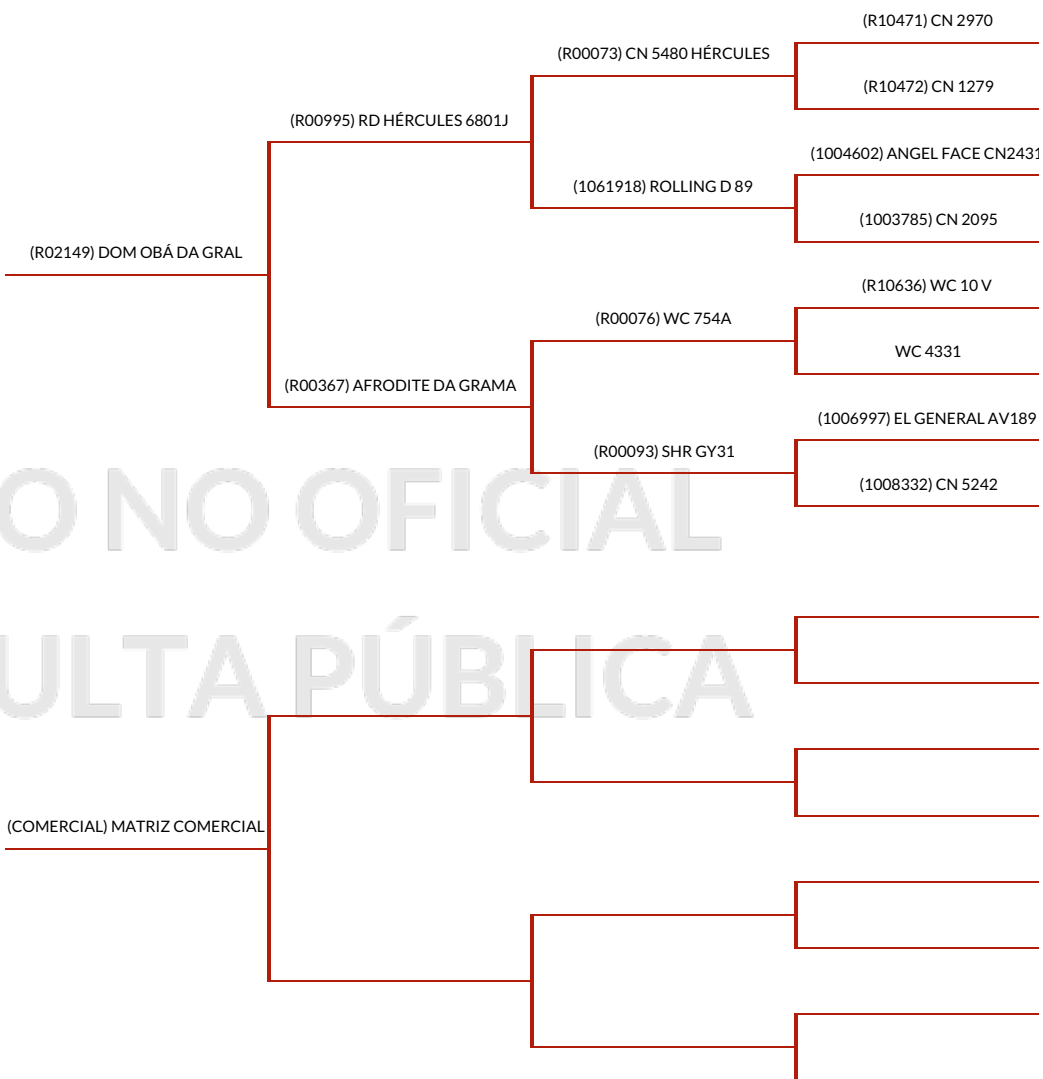 (R10471) CN 2970
(R00073) CN 5480 HÉRCULES
(R10472) CN 1279
(R00995) RD HÉRCULES 6801J
(1004602) ANGEL FACE CN2431
(1061918) ROLLING D 89
(1003785) CN 2095
(R02149) DOM OBÁ DA GRAL
(R10636) WC 10 V
(R00076) WC 754A
WC 4331
(R00367) AFRODITE DA GRAMA
(1006997) EL GENERAL AV189
(R00093) SHR GY31
(1008332) CN 5242
O NO OFICIAL
ULTA PÚBLICA
(COMERCIAL) MATRIZ COMERCIAL